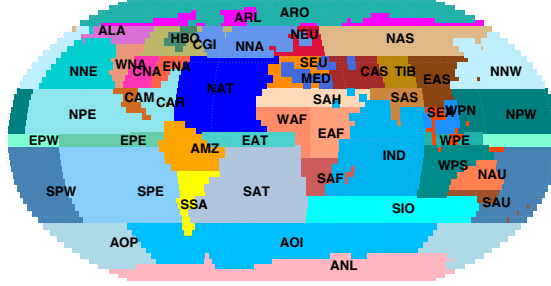 ARL ARO
ALA HBO CGI NNA NEU NAS
NNE WNA CNA ENA SEU MED CAS TIB EAS NNW
NAT
CAM CAR SAH SAS
NPE WAF EAF SEA WPN NPW
EPW EPE AMZ EAT IND WPE
WPS
SPW SPE SSA SAT SAF NAU
SIO SAU
AOP AOI
ANL